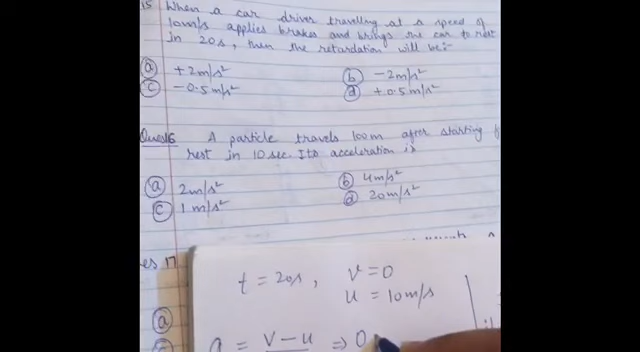 15 When a car driver travelling at a speed of
10m/s applies brakes and brings the car to rest
in 20s, then the retardation will be:-
(a) +2m/s²
(b) -2m/s²
(c) -0.5m/s²
(d) +0.5m/s²
Ques16 A particle travels 100m after starting
rest in 10sec. Its acceleration is
(a) 2m/s²
(b) 4m/s²
(c) 1m/s²
(d) 20m/s²
es 17
t = 20s, v = 0
u = 10m/s
(a)
a = v - u ⇒ 0